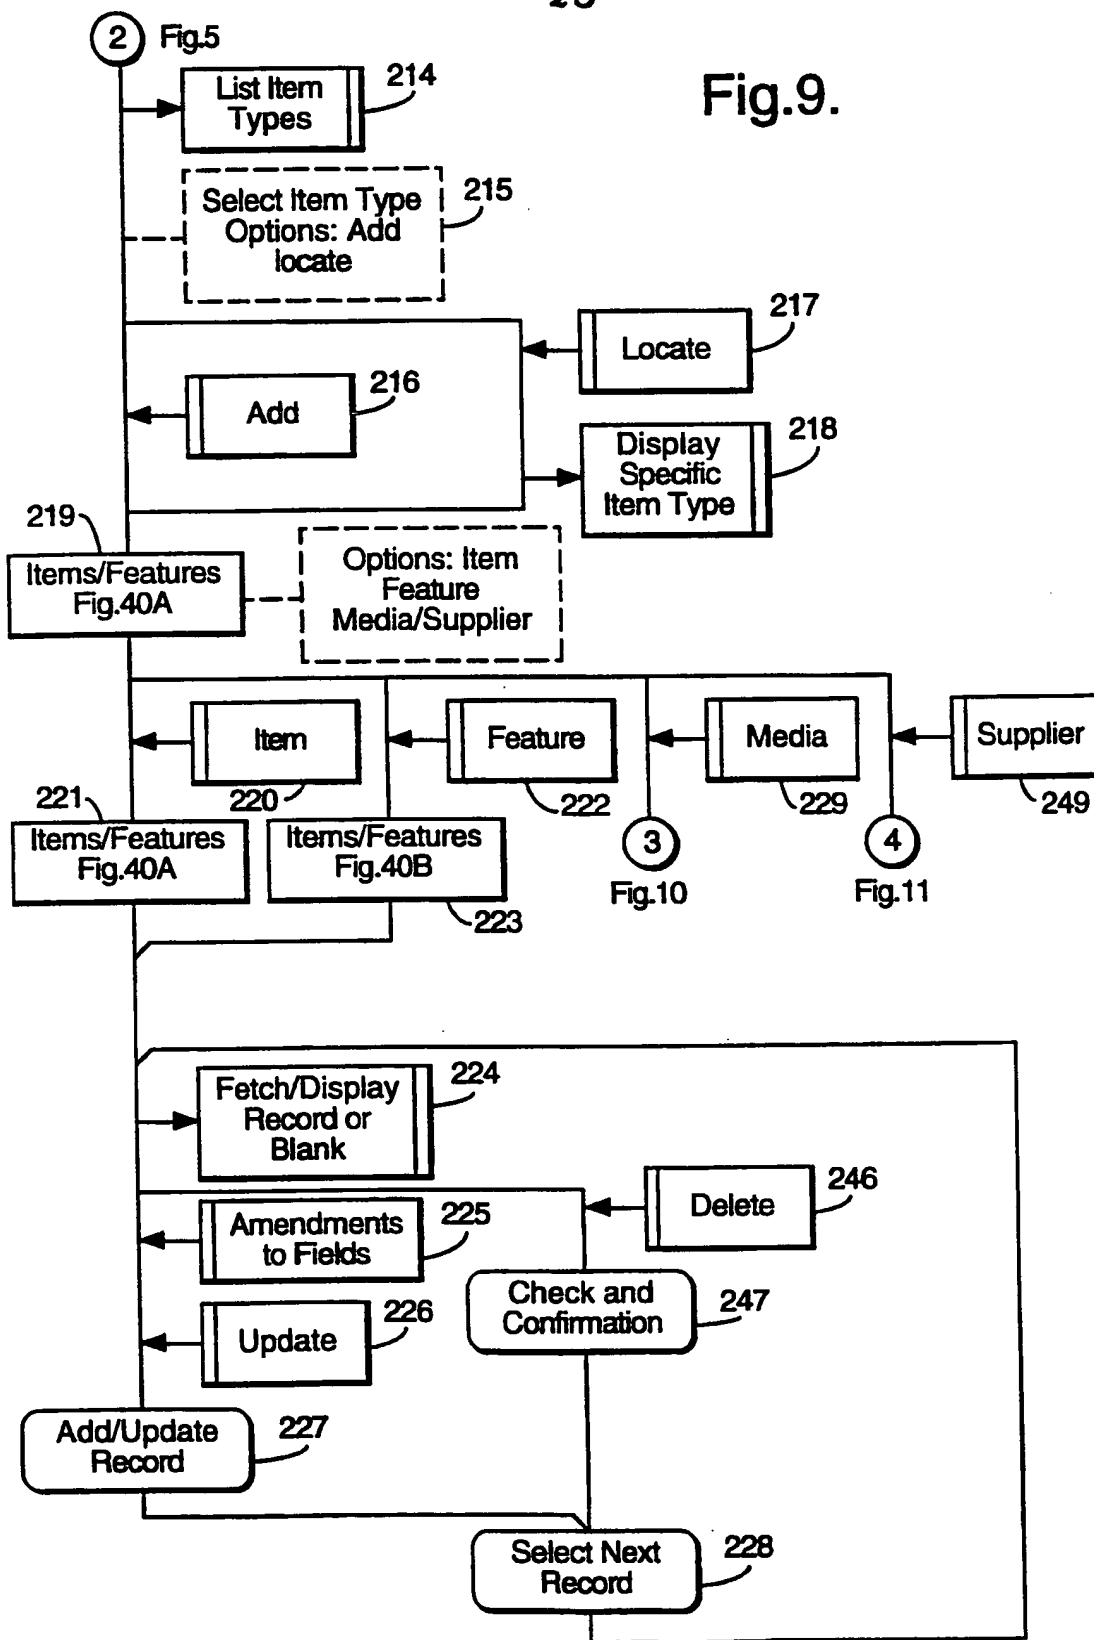 2 Fig.5
List Item
Types
214
Fig.9.
Select Item Type
Options: Add
locate
215
Locate
217
Add
216
Display
Specific
Item Type
218
219
Items/Features
Fig.40A
Options: Item
Feature
Media/Supplier
Item
220
Feature
222
Media
229
Supplier
249
221
Items/Features
Fig.40A
Items/Features
Fig.40B
223
3
Fig.10
4
Fig.11
Fetch/Display
Record or
Blank
224
Amendments
to Fields
225
Delete
246
Update
226
Check and
Confirmation
247
Add/Update
Record
227
Select Next
Record
228